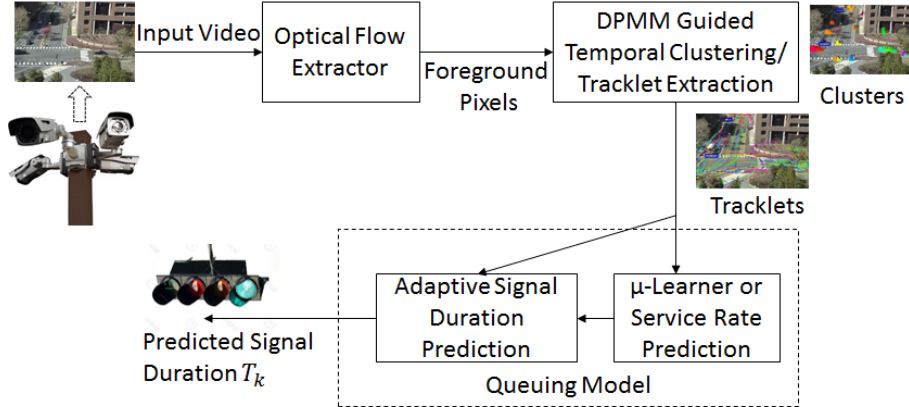 Input Video
Optical Flow
Extractor
Foreground
Pixels
DPMM Guided
Temporal Clustering/
Tracklet Extraction
Clusters
Tracklets
Adaptive Signal
Duration
Prediction
μ-Learner or
Service Rate
Prediction
Queuing Model
Predicted Signal
Duration T_k